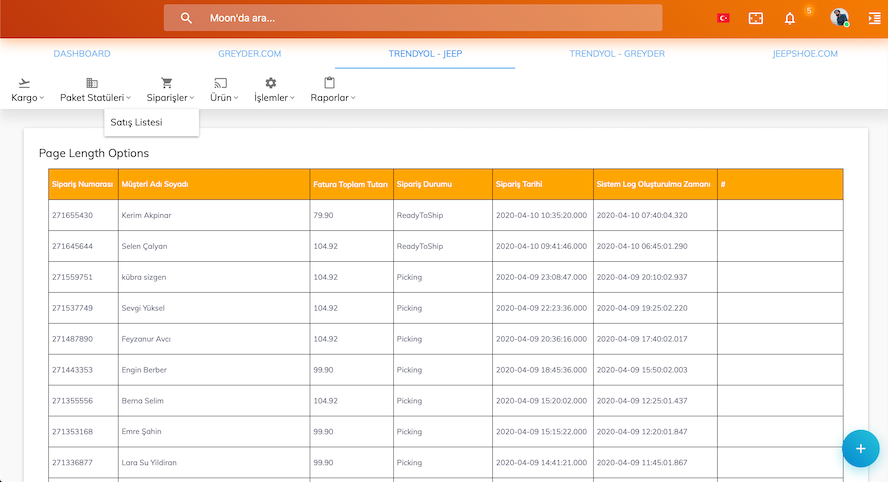 Moon'da ara...
5
DASHBOARD GREYDER.COM TRENDYOL - JEEP TRENDYOL - GREYDER JEEPSHOE.COM
Kargo Paket Statüleri Siparişler Ürün İşlemler Raporlar
Satış Listesi
Page Length Options
Sipariş Numarası Müşteri Adı Soyadı Fatura Toplam Tutarı Sipariş Durumu Sipariş Tarihi Sistem Log Oluşturulma Zamanı #
271655430 Kerim Akpinar 79.90 ReadyToShip 2020-04-10 10:35:20.000 2020-04-10 07:40:04.320
271645644 Selen Çalyan 104.92 ReadyToShip 2020-04-10 09:41:46.000 2020-04-10 06:45:01.290
271559751 kübra sizgen 104.92 Picking 2020-04-09 23:08:47.000 2020-04-09 20:10:02.937
271537749 Sevgi Yüksel 104.92 Picking 2020-04-09 22:23:36.000 2020-04-09 19:25:02.220
271487890 Feyzanur Avcı 104.92 Picking 2020-04-09 20:36:16.000 2020-04-09 17:40:02.017
271443353 Engin Berber 99.90 Picking 2020-04-09 18:45:36.000 2020-04-09 15:50:02.003
271355556 Berna Selim 104.92 Picking 2020-04-09 15:20:02.000 2020-04-09 12:25:01.437
271353168 Emre Şahin 99.90 Picking 2020-04-09 15:15:22.000 2020-04-09 12:20:01.847
271336877 Lara Su Yildiran 99.90 Picking 2020-04-09 14:41:21.000 2020-04-09 11:45:01.867